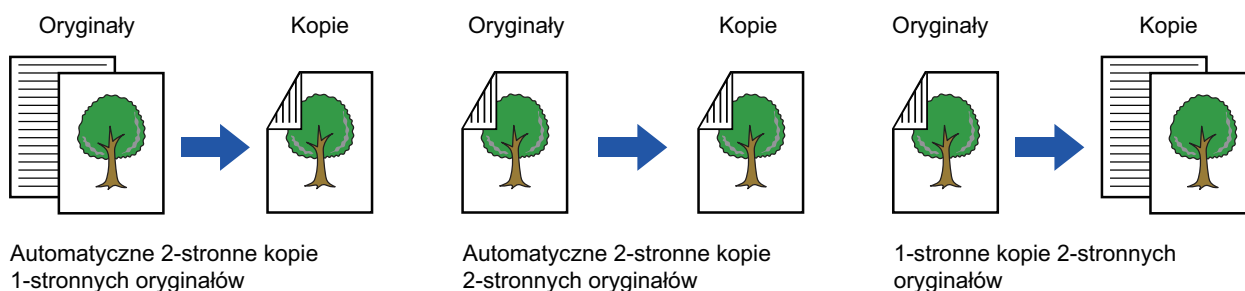 Oryginały
Kopie
Automatyczne 2-stronne kopie
1-stronnych oryginałów
Oryginały
Kopie
Automatyczne 2-stronne kopie
2-stronnych oryginałów
Oryginały
Kopie
1-stronne kopie 2-stronnych
oryginałów